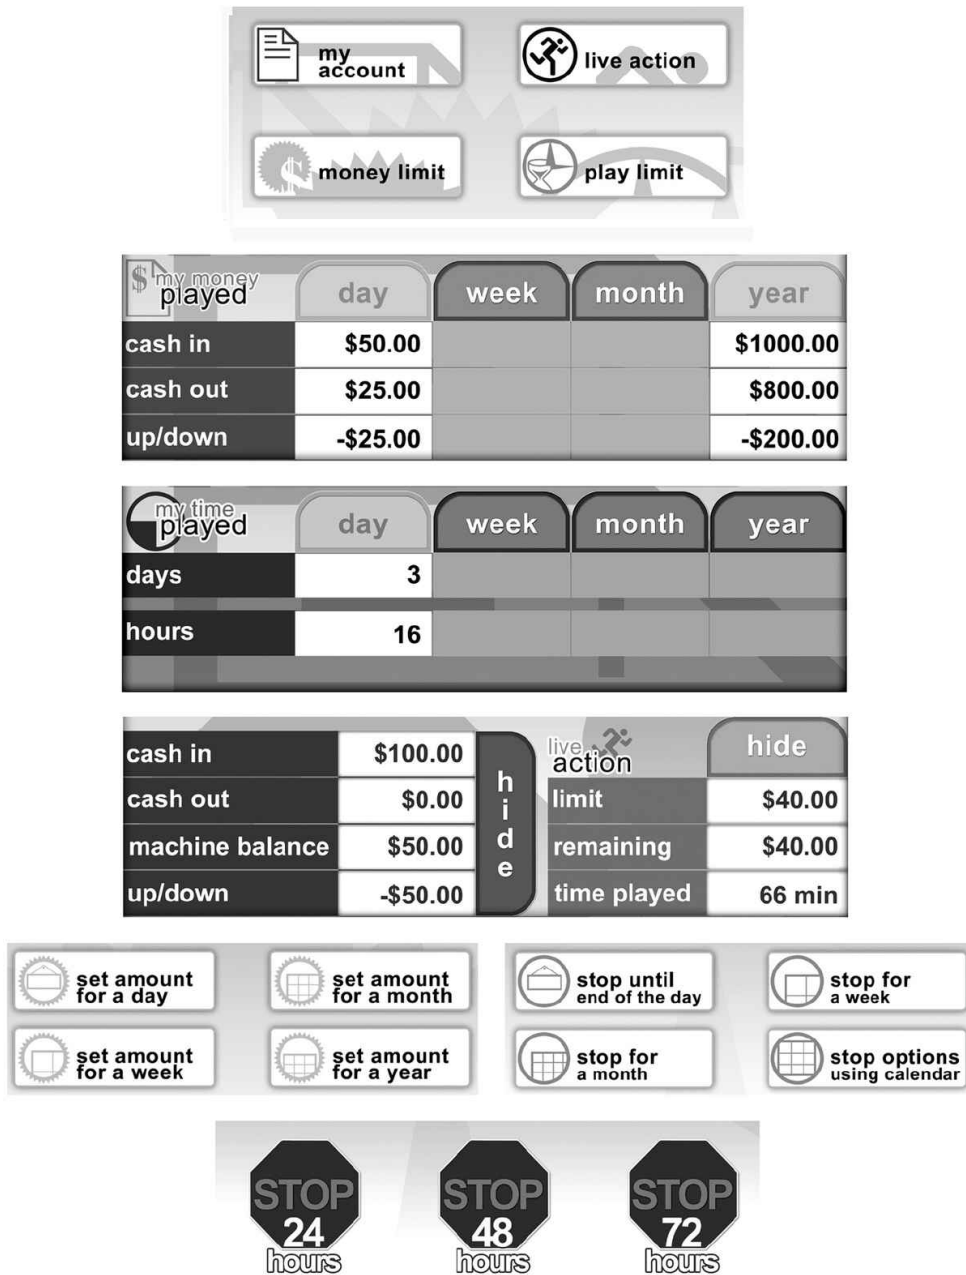 my
account
live action
money limit
play limit
$ my money
played
day week month year
cash in $50.00 $1000.00
cash out $25.00 $800.00
up/down -$25.00 -$200.00
my time
played
day week month year
days 3
hours 16
cash in $100.00
cash out $0.00
machine balance $50.00
up/down -$50.00
hide
live
action
hide
limit $40.00
remaining $40.00
time played 66 min
set amount
for a day
set amount
for a month
set amount
for a week
set amount
for a year
stop until
end of the day
stop for
a week
stop for
a month
stop options
using calendar
STOP
24
hours
STOP
48
hours
STOP
72
hours